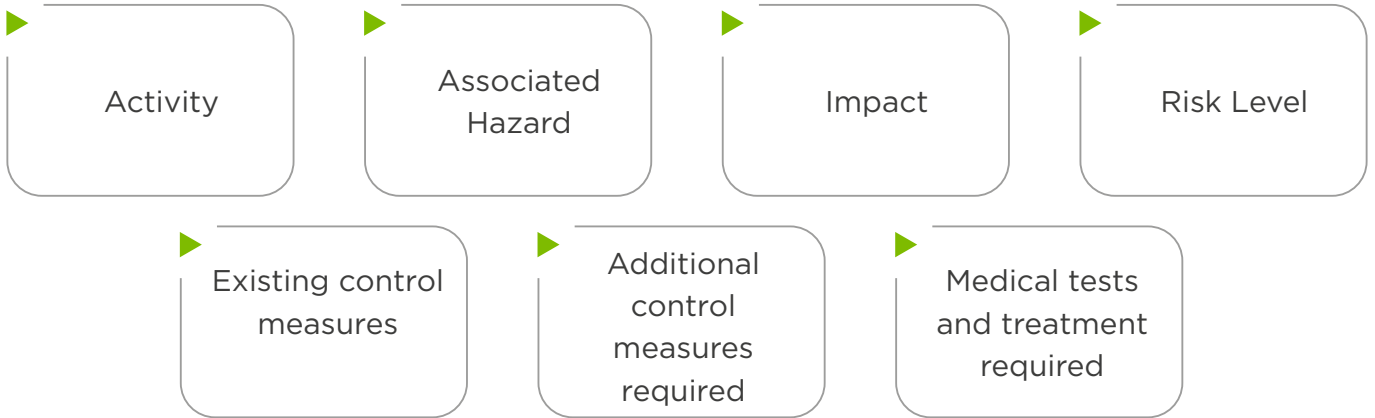 Activity
Associated
Hazard
Impact
Risk Level
Existing control
measures
Additional
control
measures
required
Medical tests
and treatment
required